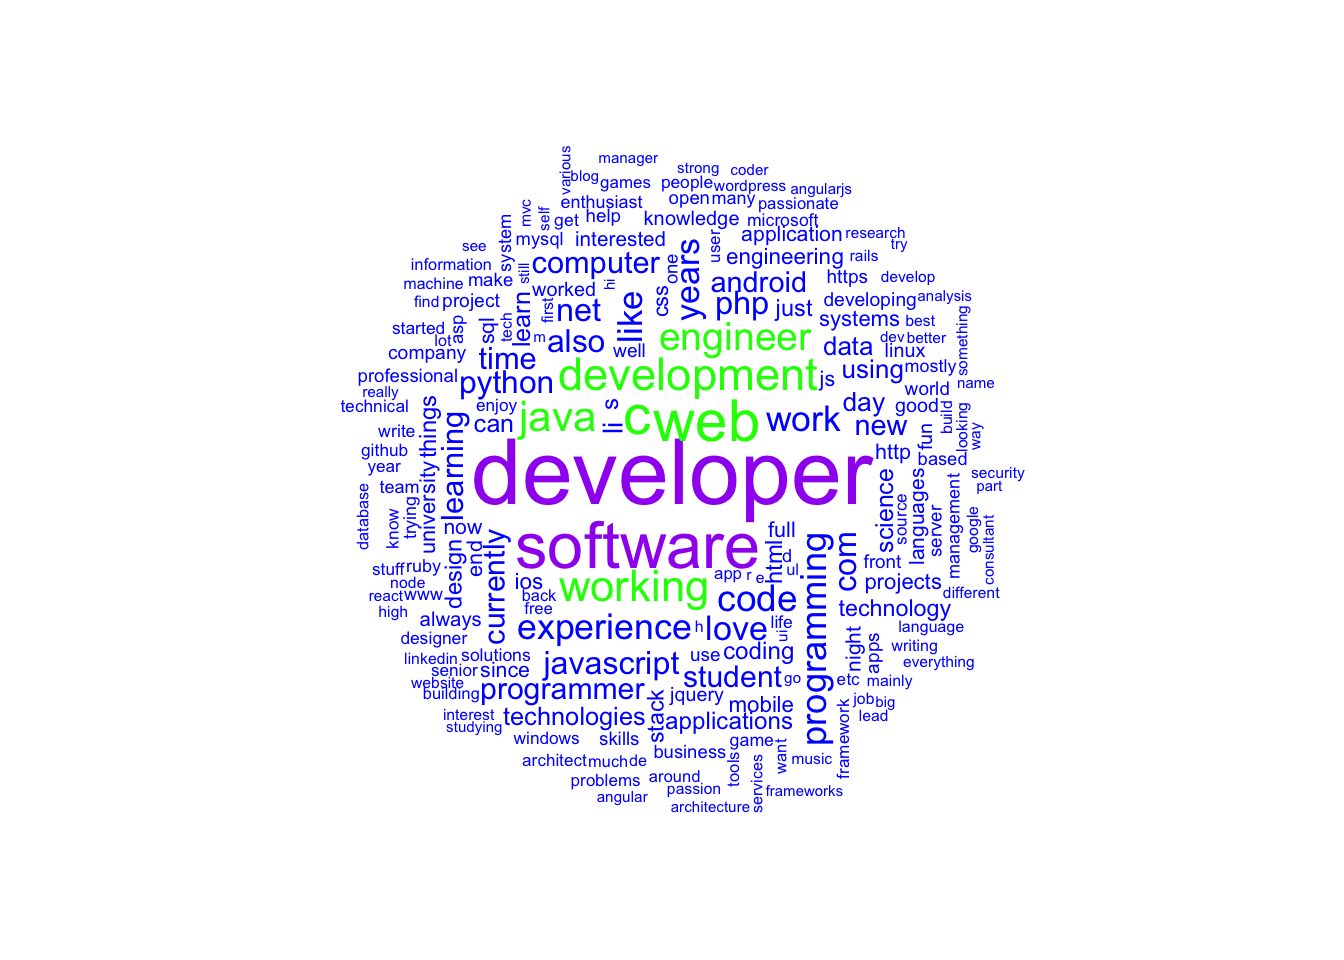 manager
various
strong
coder
blog
games
people
wordpress
angularjs
enthusiast
open
many
passionate
mvc
self
get
help
knowledge
microsoft
system
mysql
interested
user
application
research
try
see
computer
years
one
engineering
rails
information
still
hi
android
https
develop
machine
make
worked
css
find
project
learn
first
net
like
php
just
developing
analysis
started
lot
asp
sql
tech
m
also
engineer
systems
best
something
company
time
well
data
dev
better
linux
professional
python
development
js
using
mostly
world
name
really
technical
enjoy
java
ii
s
c
web
work
day
good
build
looking
way
write
things
learning
can
new
fun
github
year
developer
http
based
security
part
team
university
database
know
trying
now
science
source
languages
server
management
google
consultant
software
full
stuff
ruby
design
end
currently
ios
working
app
r
e
html
d
ul
programming
com
front
projects
different
node
react
www
back
free
code
technology
high
always
experience
h
love
life
ui
language
designer
night
apps
writing
linkedin
solutions
since
javascript
use
coding
everything
senior
website
building
programmer
student
go
etc
mainly
jquery
stack
mobile
job
big
interest
studying
technologies
applications
framework
lead
windows
skills
business
game
want
music
architect
much
de
tools
services
problems
around
passion
frameworks
angular
architecture